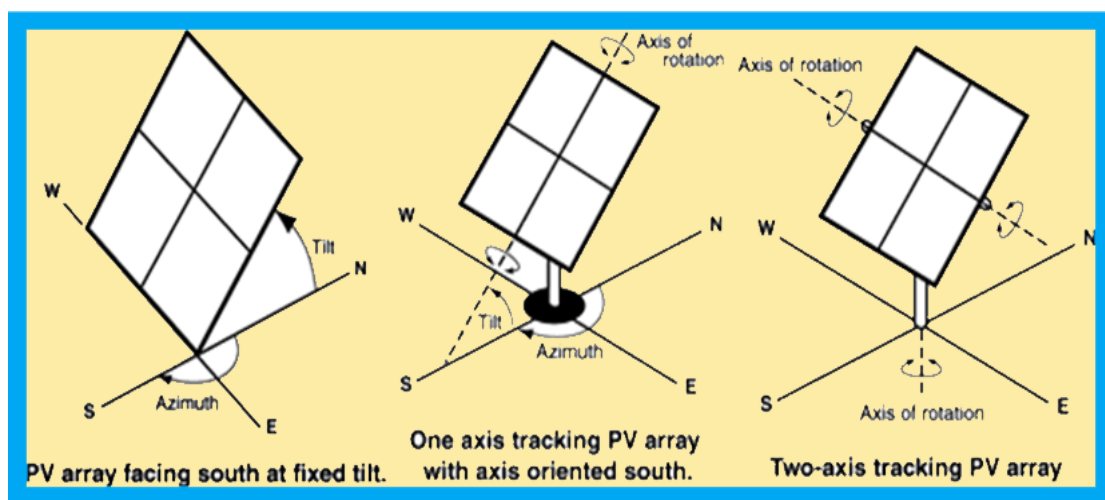 W
Tilt
N
S
Azimuth
E
PV array facing south at fixed tilt.
Axis of
rotation
W
N
Tilt
Azimuth
S
E
One axis tracking PV array
with axis oriented south.
Axis of rotation
W
N
S
E
Axis of rotation
Two-axis tracking PV array